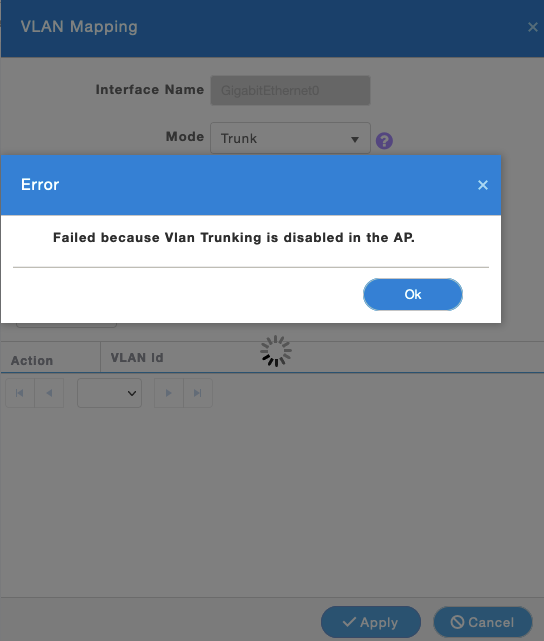 VLAN Mapping
Interface Name GigabitEthernet0
Mode Trunk ?
Error
Failed because Vlan Trunking is disabled in the AP.
Ok
Action VLAN Id
Apply Cancel